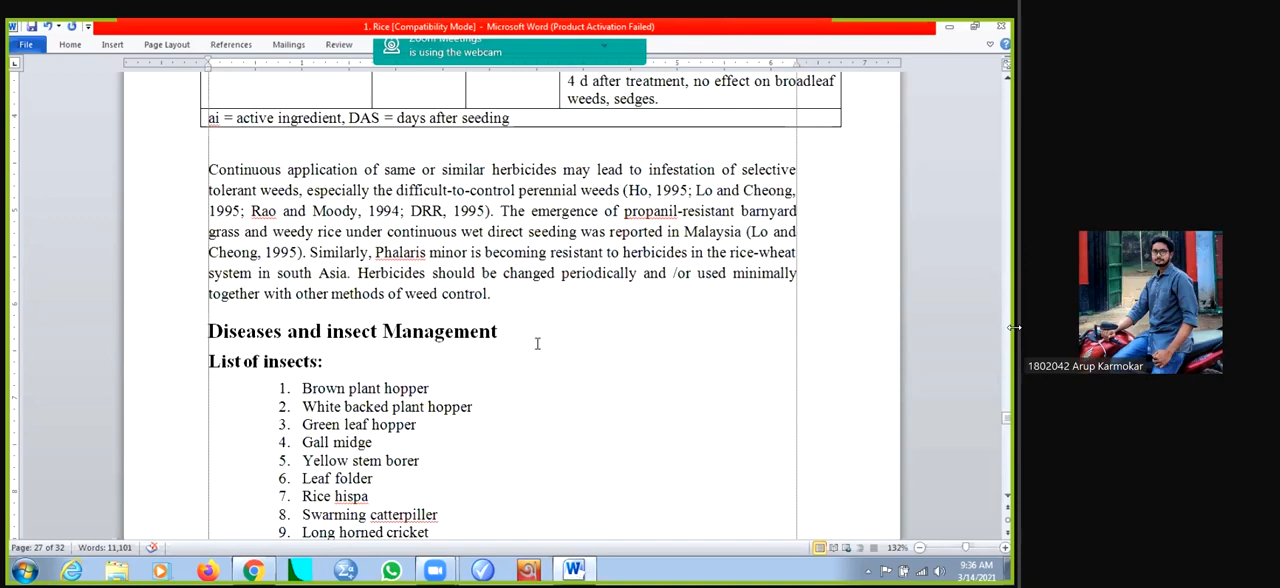 1. Rice [Compatibility Mode] - Microsoft Word (Product Activation Failed)
File Home Insert Page Layout References Mailings Review
Zoom Meetings
is using the webcam
4 d after treatment, no effect on broadleaf
weeds, sedges.
ai = active ingredient, DAS = days after seeding
Continuous application of same or similar herbicides may lead to infestation of selective
tolerant weeds, especially the difficult-to-control perennial weeds (Ho, 1995; Lo and Cheong,
1995; Rao and Moody, 1994; DRR, 1995). The emergence of propanil-resistant barnyard
grass and weedy rice under continuous wet direct seeding was reported in Malaysia (Lo and
Cheong, 1995). Similarly, Phalaris minor is becoming resistant to herbicides in the rice-wheat
system in south Asia. Herbicides should be changed periodically and /or used minimally
together with other methods of weed control.
Diseases and insect Management
List of insects:
1. Brown plant hopper
2. White backed plant hopper
3. Green leaf hopper
4. Gall midge
5. Yellow stem borer
6. Leaf folder
7. Rice hispa
8. Swarming catterpiller
9. Long horned cricket
1802042 Arup Karmokar
Page: 27 of 32 Words: 11,101 132%
9:36 AM
3/14/2021